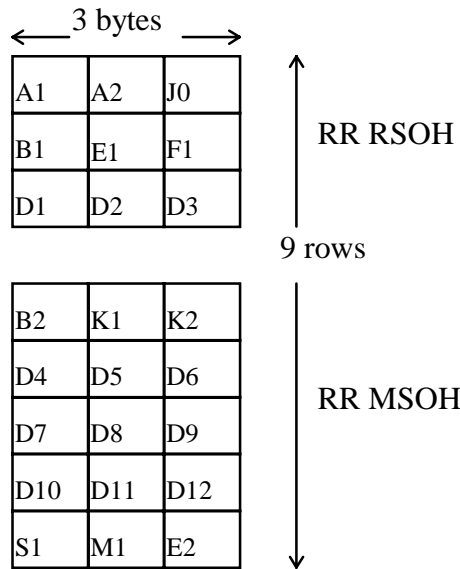 3 bytes
A1 A2 J0
B1 E1 F1
RR RSOH
D1 D2 D3
9 rows
B2 K1 K2
D4 D5 D6
D7 D8 D9
RR MSOH
D10 D11 D12
S1 M1 E2